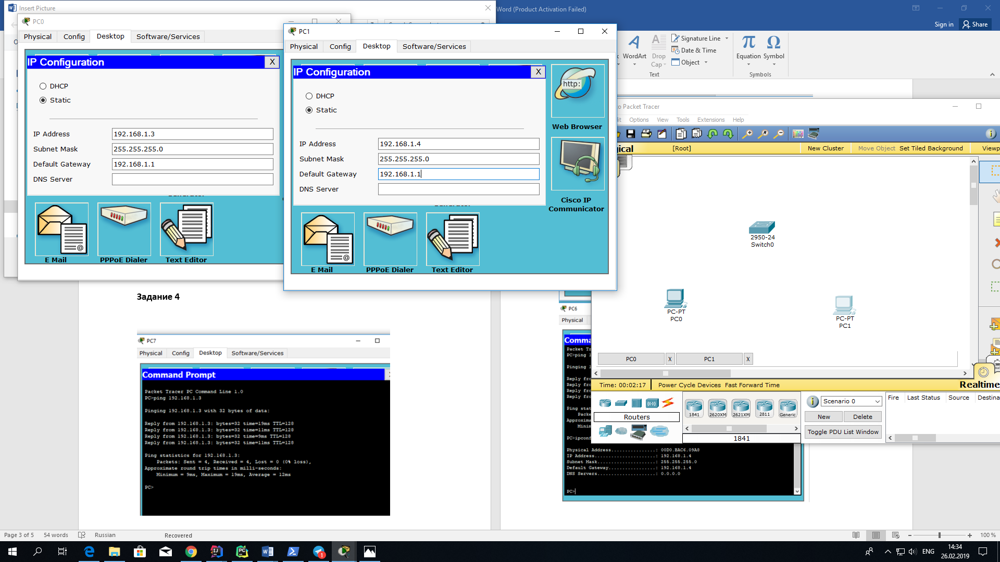 Insert Picture
Word (Product Activation Failed)
Sign in
Share
PC0
Physical
Config
Desktop
Software/Services
IP Configuration
X
DHCP
Static
IP Address
192.168.1.3
Subnet Mask
255.255.255.0
Default Gateway
192.168.1.1
DNS Server
E Mail
PPPoE Dialer
Text Editor
PC1
Physical
Config
Desktop
Software/Services
IP Configuration
X
DHCP
Static
IP Address
192.168.1.4
Subnet Mask
255.255.255.0
Default Gateway
192.168.1.1
DNS Server
http:
Web Browser
Cisco IP
Communicator
E Mail
PPPoE Dialer
Text Editor
WordArt
Drop
Cap
Signature Line
Date & Time
Object
Text
Equation
Symbol
Symbols
Packet Tracer
Options
View
Tools
Extensions
Help
[Root]
New Cluster
Move Object
Set Tiled Background
Viewp
2950-24
Switch0
PC-PT
PC0
PC-PT
PC1
PC0
X
PC1
X
Time: 00:02:17
Power Cycle Devices
Fast Forward Time
Realtime
Routers
1841
2620XM
2621XM
2811
Generic
1841
Scenario 0
New
Delete
Toggle PDU List Window
Fire
Last Status
Source
Destina
Задание 4
PC7
Physical
Config
Desktop
Software/Services
Command Prompt
Packet Tracer PC Command Line 1.0
PC>ping 192.168.1.3
Pinging 192.168.1.3 with 32 bytes of data:
Reply from 192.168.1.3: bytes=32 time=19ms TTL=128
Reply from 192.168.1.3: bytes=32 time=11ms TTL=128
Reply from 192.168.1.3: bytes=32 time=9ms TTL=128
Reply from 192.168.1.3: bytes=32 time=11ms TTL=128
Ping statistics for 192.168.1.3:
Packets: Sent = 4, Received = 4, Lost = 0 (0% loss),
Approximate round trip times in milli-seconds:
Minimum = 9ms, Maximum = 19ms, Average = 12ms
PC>
PC6
Physical
Comma
Packet Tr
PC>ping 1
Pinging 1
Reply fro
Reply fro
Reply fro
Reply fro
Ping stat
Packe
Approxima
Minim
PC>ipconf
Physical Address................: 00D0.BAC6.09A8
IP Address......................: 192.168.1.4
Subnet Mask.....................: 255.255.255.0
Default Gateway.................: 192.168.1.4
DNS Servers.....................: 0.0.0.0
PC>
Page 3 of 5
54 words
Russian
Recovered
100 %
ENG
14:34
26.02.2019